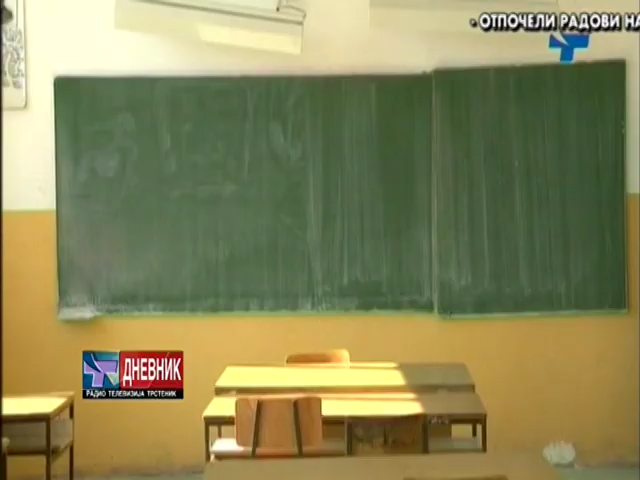 - ОТПОЧЕЛИ РАДОВИ НА
ДНЕВНИК
РАДИО ТЕЛЕВИЗИЈА ТРСТЕНИК